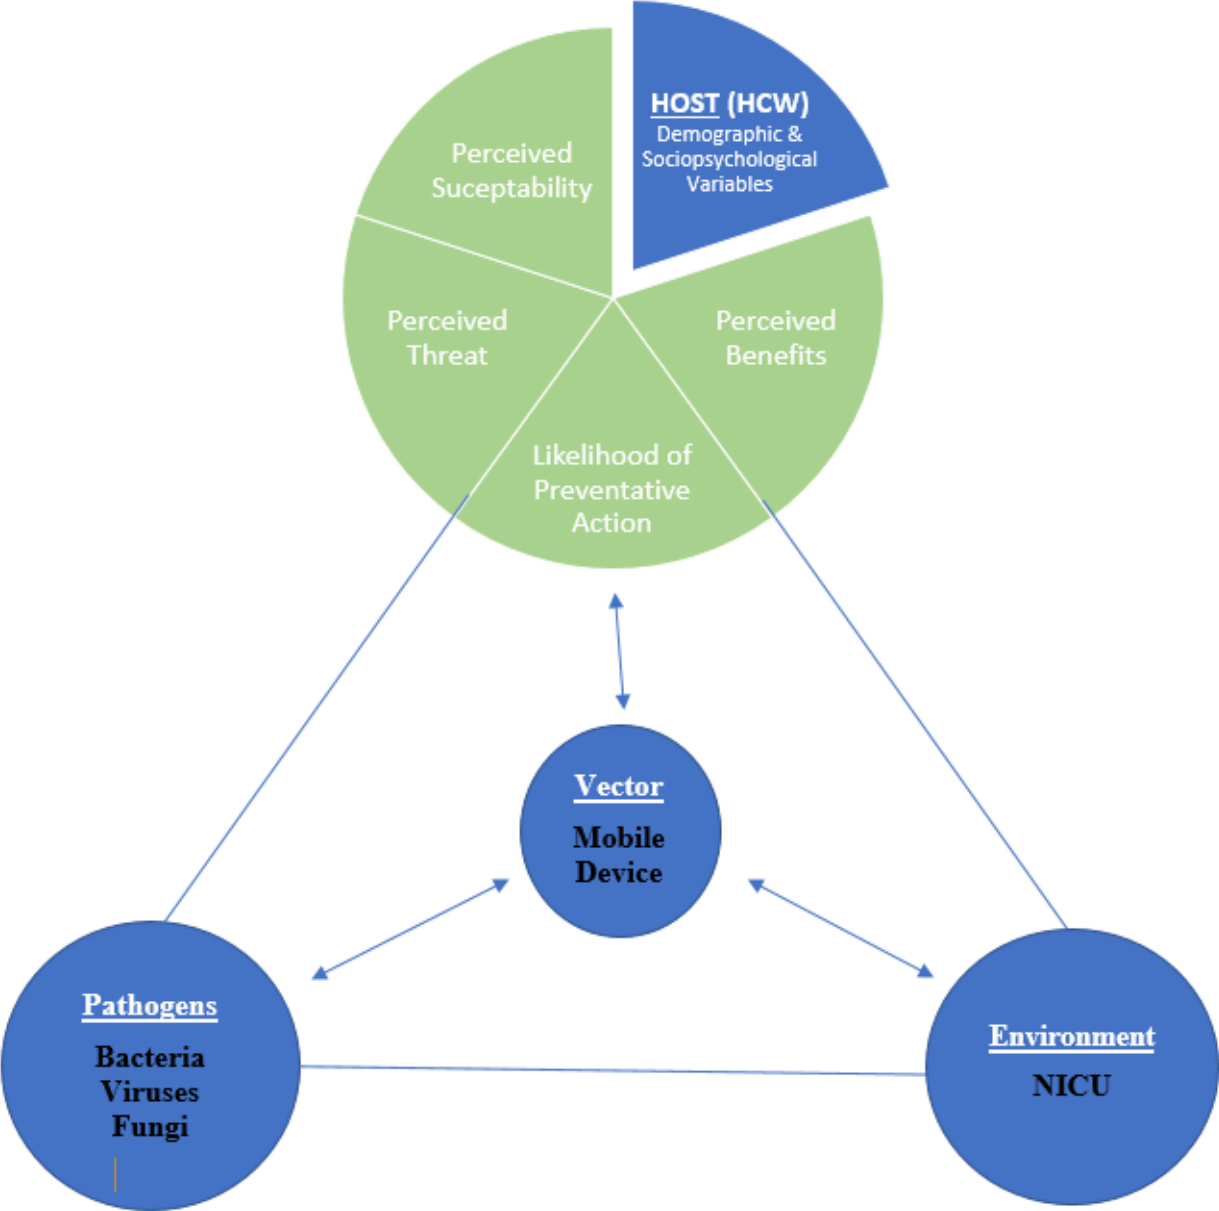 HOST (HCW)
Demographic &
Sociopsychological
Variables
Perceived
Suceptability
Perceived
Threat
Perceived
Benefits
Likelihood of
Preventative
Action
Vector
Mobile
Device
Pathogens
Bacteria
Viruses
Fungi
Environment
NICU